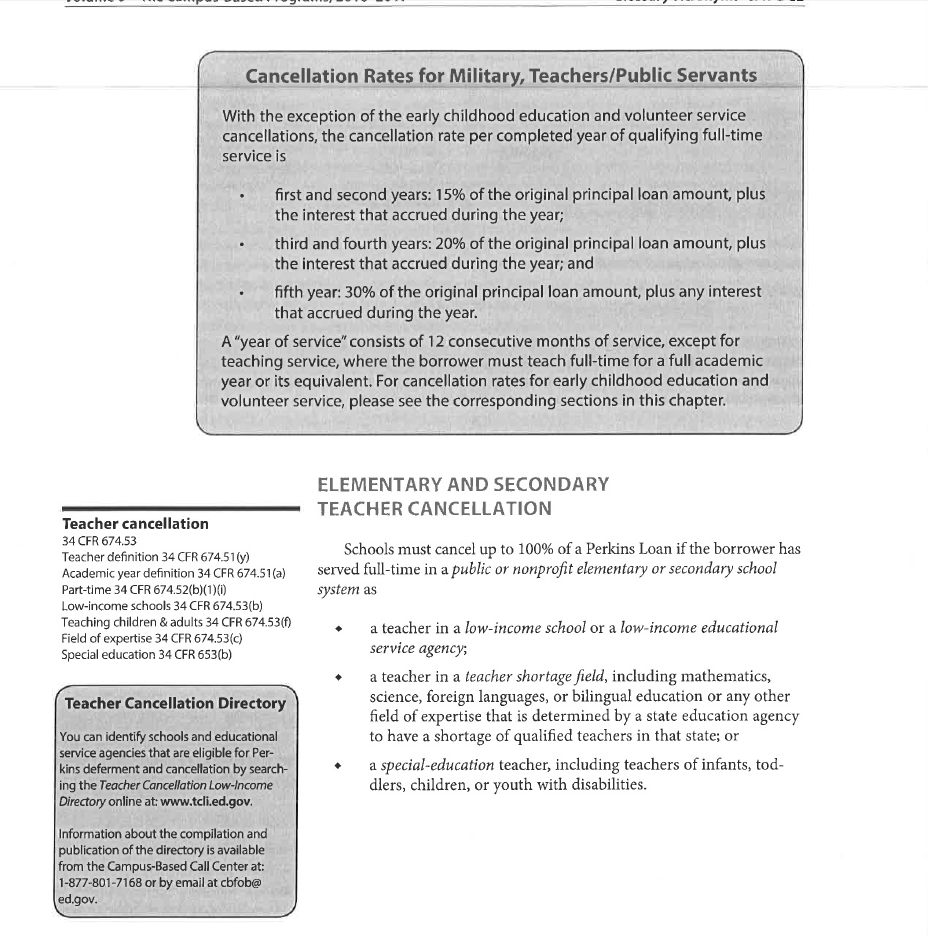 Cancellation Rates for Military, Teachers/Public Servants
With the exception of the early childhood education and volunteer service
cancellations, the cancellation rate per completed year of qualifying full-time
service is
• first and second years: 15% of the original principal loan amount, plus
the interest that accrued during the year;
• third and fourth years: 20% of the original principal loan amount, plus
the interest that accrued during the year; and
• fifth year: 30% of the original principal loan amount, plus any interest
that accrued during the year.
A "year of service" consists of 12 consecutive months of service, except for
teaching service, where the borrower must teach full-time for a full academic
year or its equivalent. For cancellation rates for early childhood education and
volunteer service, please see the corresponding sections in this chapter.
Teacher cancellation
34 CFR 674.53
Teacher definition 34 CFR 674.51(y)
Academic year definition 34 CFR 674.51(a)
Part-time 34 CFR 674.52(b)(1)(i)
Low-income schools 34 CFR 674.53(b)
Teaching children & adults 34 CFR 674.53(f)
Field of expertise 34 CFR 674.53(c)
Special education 34 CFR 653(b)
Teacher Cancellation Directory
You can identify schools and educational
service agencies that are eligible for Per-
kins deferment and cancellation by search-
ing the Teacher Cancellation Low-Income
Directory online at: www.tcli.ed.gov.
Information about the compilation and
publication of the directory is available
from the Campus-Based Call Center at:
1-877-801-7168 or by email at cbfob@
ed.gov.
ELEMENTARY AND SECONDARY
TEACHER CANCELLATION
Schools must cancel up to 100% of a Perkins Loan if the borrower has
served full-time in a public or nonprofit elementary or secondary school
system as
◆ a teacher in a low-income school or a low-income educational
service agency;
◆ a teacher in a teacher shortage field, including mathematics,
science, foreign languages, or bilingual education or any other
field of expertise that is determined by a state education agency
to have a shortage of qualified teachers in that state; or
◆ a special-education teacher, including teachers of infants, tod-
dlers, children, or youth with disabilities.